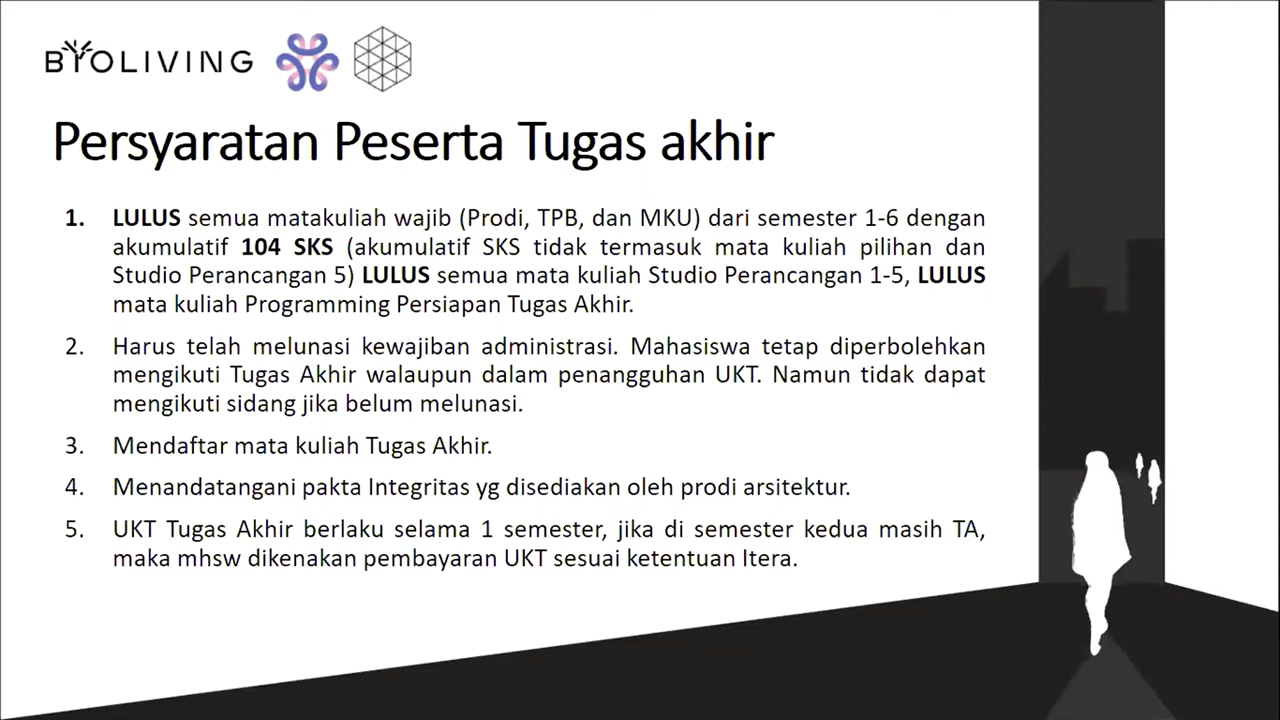 BYOLIVING
Persyaratan Peserta Tugas akhir
1. LULUS semua matakuliah wajib (Prodi, TPB, dan MKU) dari semester 1-6 dengan
akumulatif 104 SKS (akumulatif SKS tidak termasuk mata kuliah pilihan dan
Studio Perancangan 5) LULUS semua mata kuliah Studio Perancangan 1-5, LULUS
mata kuliah Programming Persiapan Tugas Akhir.
2. Harus telah melunasi kewajiban administrasi. Mahasiswa tetap diperbolehkan
mengikuti Tugas Akhir walaupun dalam penangguhan UKT. Namun tidak dapat
mengikuti sidang jika belum melunasi.
3. Mendaftar mata kuliah Tugas Akhir.
4. Menandatangani pakta Integritas yg disediakan oleh prodi arsitektur.
5. UKT Tugas Akhir berlaku selama 1 semester, jika di semester kedua masih TA,
maka mhsw dikenakan pembayaran UKT sesuai ketentuan Itera.